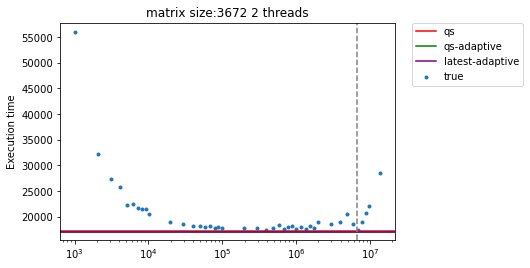 matrix size:3672 2 threads
55000
50000
45000
40000
35000
30000
25000
20000
Execution time
10³
10⁴
10⁵
10⁶
10⁷
qs
qs-adaptive
latest-adaptive
true